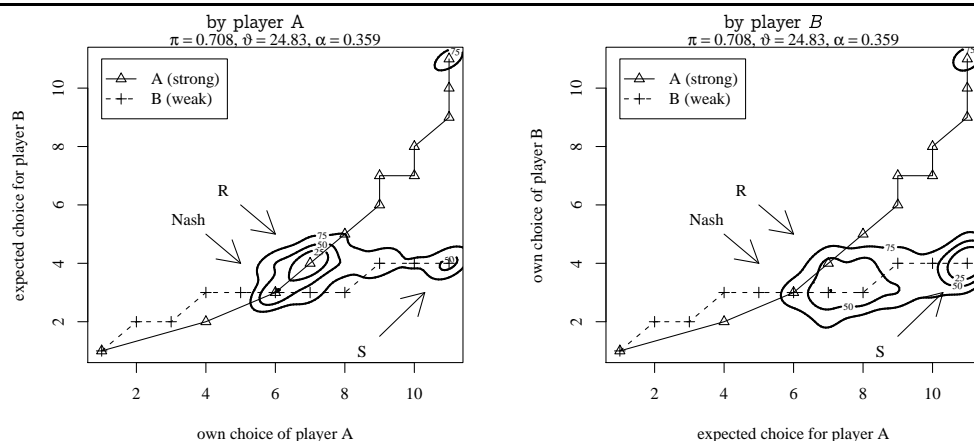 by player A
π = 0.708, ϑ = 24.83, α = 0.359
A (strong)
B (weak)
R
Nash
S
75
75
50
25
50
10
8
6
4
2
2 4 6 8 10
expected choice for player B
own choice of player A
by player B
π = 0.708, ϑ = 24.83, α = 0.359
A (strong)
B (weak)
R
Nash
S
75
75
50
25
50
50
10
8
6
4
2
2 4 6 8 10
own choice of player B
expected choice for player A